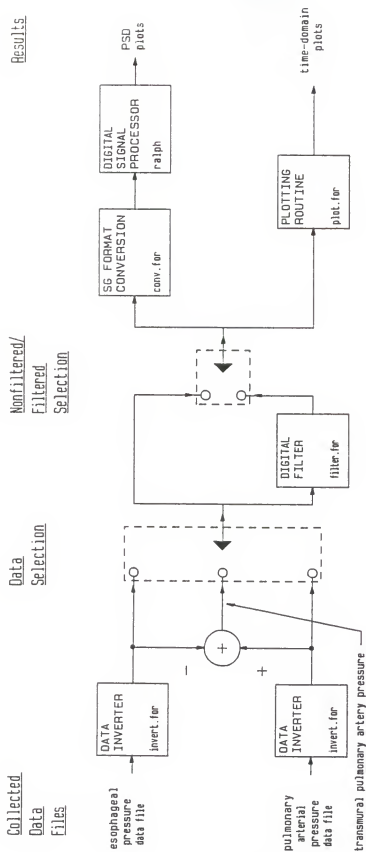 Collected
Data
Files
Data
Selection
Nonfiltered/
Filtered
Selection
Results
esophageal
pressure
data file
DATA
INVERTER
invert.for
−
+
+
pulmonary
arterial
pressure
data file
DATA
INVERTER
invert.for
transmural pulmonary artery pressure
DIGITAL
FILTER
filter.for
SG FORMAT
CONVERSION
conv.for
DIGITAL
SIGNAL
PROCESSOR
ralph
PSD
plots
PLOTTING
ROUTINE
plot.for
time-domain
plots